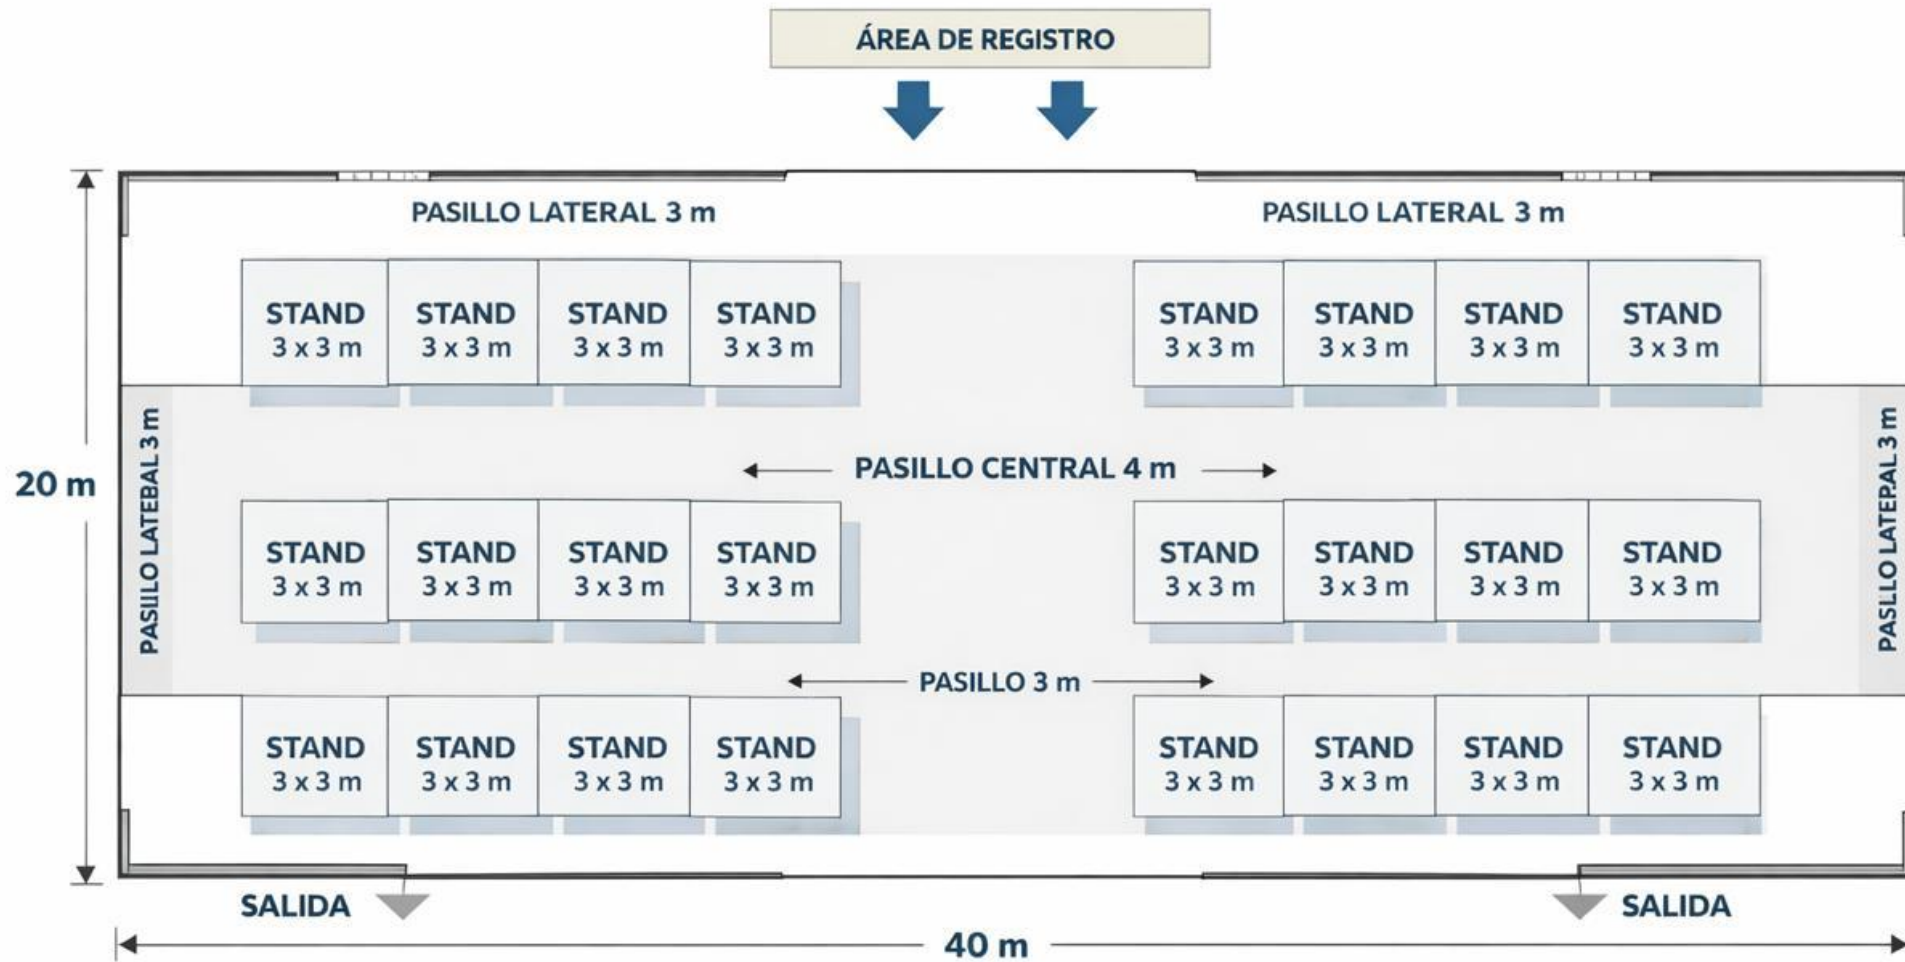 ÁREA DE REGISTRO
PASILLO LATERAL 3 m
PASILLO LATERAL 3 m
STAND
3 x 3 m
STAND
3 x 3 m
STAND
3 x 3 m
STAND
3 x 3 m
STAND
3 x 3 m
STAND
3 x 3 m
STAND
3 x 3 m
STAND
3 x 3 m
PASILLO LATEBAL 3 m
PASILLO CENTRAL 4 m
PASLLO LATEPAL 3 m
20 m
STAND
3 x 3 m
STAND
3 x 3 m
STAND
3 x 3 m
STAND
3 x 3 m
STAND
3 x 3 m
STAND
3 x 3 m
STAND
3 x 3 m
STAND
3 x 3 m
PASILLO 3 m
STAND
3 x 3 m
STAND
3 x 3 m
STAND
3 x 3 m
STAND
3 x 3 m
STAND
3 x 3 m
STAND
3 x 3 m
STAND
3 x 3 m
STAND
3 x 3 m
SALIDA
SALIDA
40 m